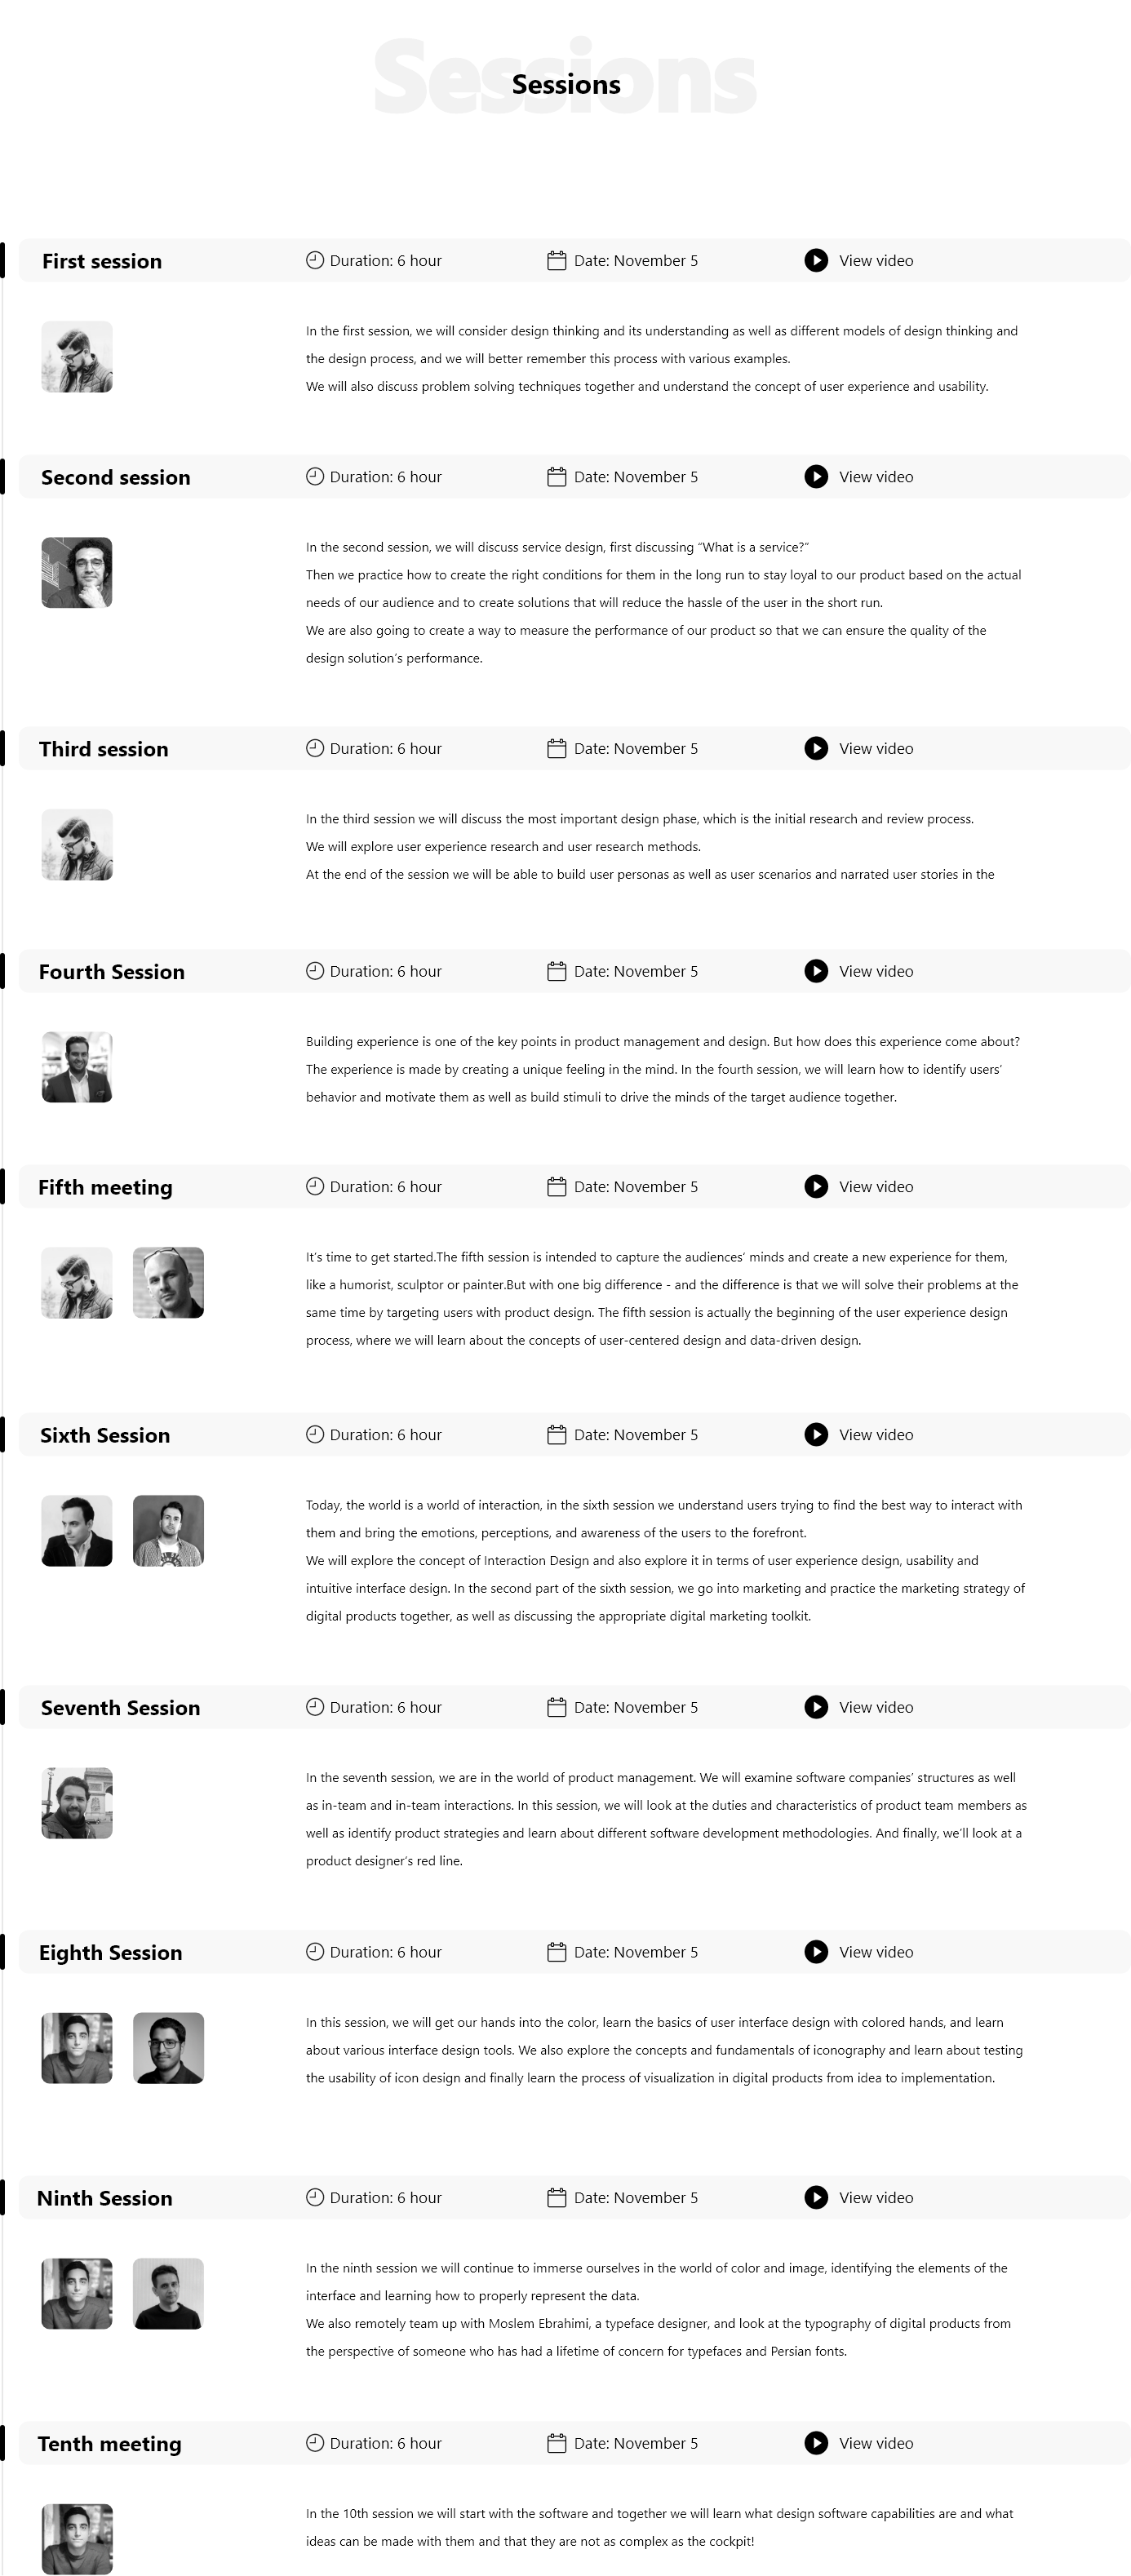 Sessions
Sessions
First session Duration: 6 hour Date: November 5 View video
In the first session, we will consider design thinking and its understanding as well as different models of design thinking and
the design process, and we will better remember this process with various examples.
We will also discuss problem solving techniques together and understand the concept of user experience and usability.
Second session Duration: 6 hour Date: November 5 View video
In the second session, we will discuss service design, first discussing “What is a service?”
Then we practice how to create the right conditions for them in the long run to stay loyal to our product based on the actual
needs of our audience and to create solutions that will reduce the hassle of the user in the short run.
We are also going to create a way to measure the performance of our product so that we can ensure the quality of the
design solution’s performance.
Third session Duration: 6 hour Date: November 5 View video
In the third session we will discuss the most important design phase, which is the initial research and review process.
We will explore user experience research and user research methods.
At the end of the session we will be able to build user personas as well as user scenarios and narrated user stories in the
Fourth Session Duration: 6 hour Date: November 5 View video
Building experience is one of the key points in product management and design. But how does this experience come about?
The experience is made by creating a unique feeling in the mind. In the fourth session, we will learn how to identify users’
behavior and motivate them as well as build stimuli to drive the minds of the target audience together.
Fifth meeting Duration: 6 hour Date: November 5 View video
It’s time to get started.The fifth session is intended to capture the audiences’ minds and create a new experience for them,
like a humorist, sculptor or painter.But with one big difference - and the difference is that we will solve their problems at the
same time by targeting users with product design. The fifth session is actually the beginning of the user experience design
process, where we will learn about the concepts of user-centered design and data-driven design.
Sixth Session Duration: 6 hour Date: November 5 View video
Today, the world is a world of interaction, in the sixth session we understand users trying to find the best way to interact with
them and bring the emotions, perceptions, and awareness of the users to the forefront.
We will explore the concept of Interaction Design and also explore it in terms of user experience design, usability and
intuitive interface design. In the second part of the sixth session, we go into marketing and practice the marketing strategy of
digital products together, as well as discussing the appropriate digital marketing toolkit.
Seventh Session Duration: 6 hour Date: November 5 View video
In the seventh session, we are in the world of product management. We will examine software companies’ structures as well
as in-team and in-team interactions. In this session, we will look at the duties and characteristics of product team members as
well as identify product strategies and learn about different software development methodologies. And finally, we’ll look at a
product designer’s red line.
Eighth Session Duration: 6 hour Date: November 5 View video
In this session, we will get our hands into the color, learn the basics of user interface design with colored hands, and learn
about various interface design tools. We also explore the concepts and fundamentals of iconography and learn about testing
the usability of icon design and finally learn the process of visualization in digital products from idea to implementation.
Ninth Session Duration: 6 hour Date: November 5 View video
In the ninth session we will continue to immerse ourselves in the world of color and image, identifying the elements of the
interface and learning how to properly represent the data.
We also remotely team up with Moslem Ebrahimi, a typeface designer, and look at the typography of digital products from
the perspective of someone who has had a lifetime of concern for typefaces and Persian fonts.
Tenth meeting Duration: 6 hour Date: November 5 View video
In the 10th session we will start with the software and together we will learn what design software capabilities are and what
ideas can be made with them and that they are not as complex as the cockpit!